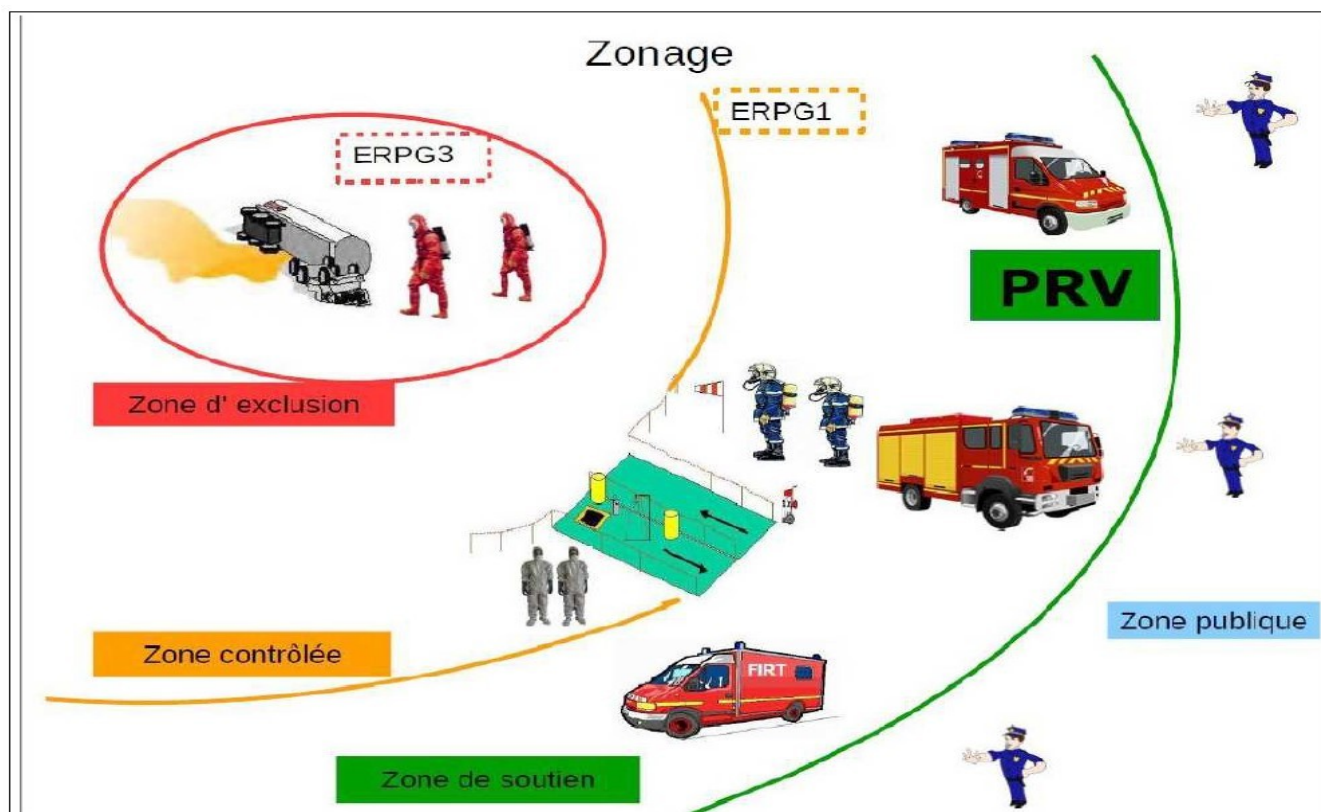 Zonage
ERPG1
ERPG3
PRV
Zone d' exclusion
Zone publique
Zone contrôlée
FIRT
Zone de soutien